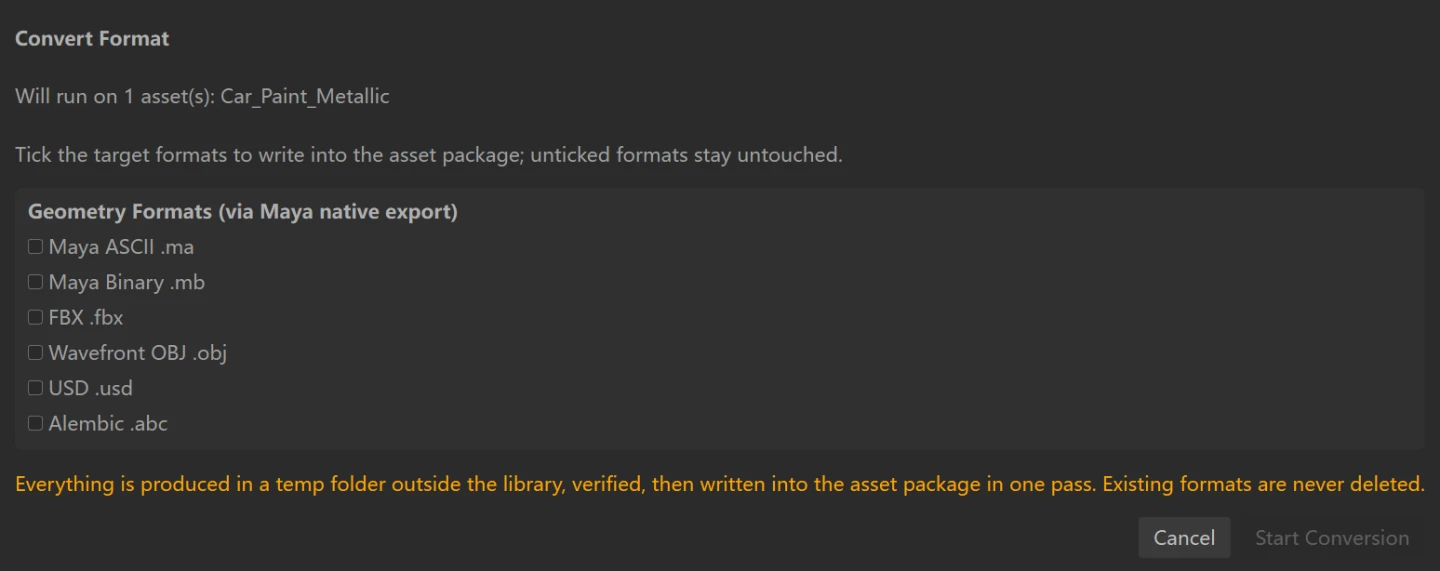 Convert Format
Will run on 1 asset(s): Car_Paint_Metallic
Tick the target formats to write into the asset package; unticked formats stay untouched.
Geometry Formats (via Maya native export)
Maya ASCII .ma
Maya Binary .mb
FBX .fbx
Wavefront OBJ .obj
USD .usd
Alembic .abc
Everything is produced in a temp folder outside the library, verified, then written into the asset package in one pass. Existing formats are never deleted.
Cancel
Start Conversion